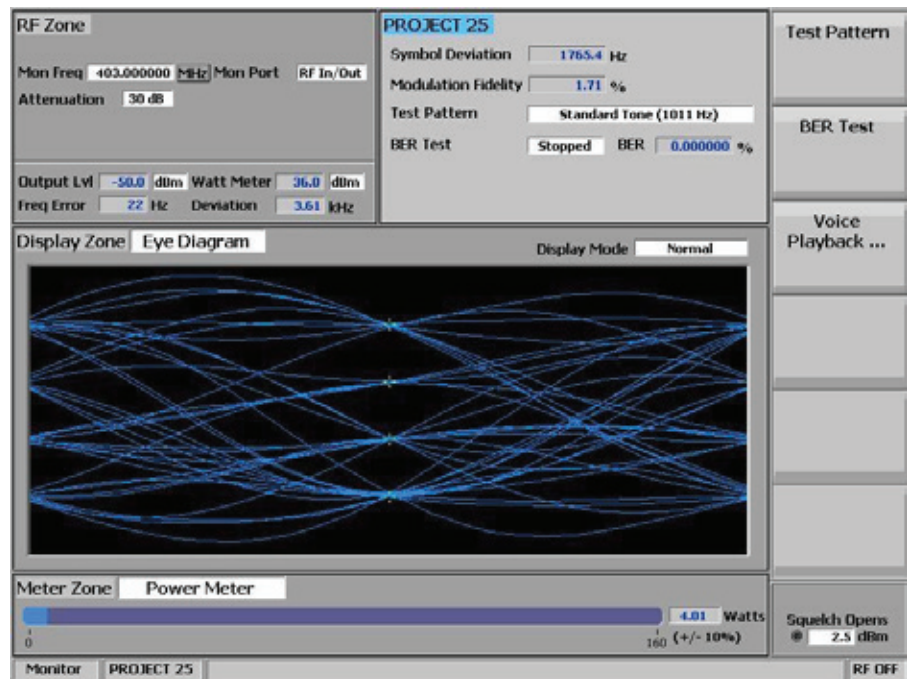 RF Zone
Mon Freq 403.000000 MHz Mon Port RF In/Out
Attenuation 30 dB
Output Lvl -50.0 dBm Watt Meter 36.0 dBm
Freq Error 22 Hz Deviation 3.61 kHz
PROJECT 25
Symbol Deviation 1765.4 Hz
Modulation Fidelity 1.71 %
Test Pattern Standard Tone (1011 Hz)
BER Test Stopped BER 0.000000 %
Display Zone Eye Diagram
Display Mode Normal
Meter Zone Power Meter
4.01 Watts
0 160 (+/- 10%)
Test Pattern
BER Test
Voice
Playback ...
Squelch Opens
@ 2.5 dBm
Monitor PROJECT 25 RF OFF